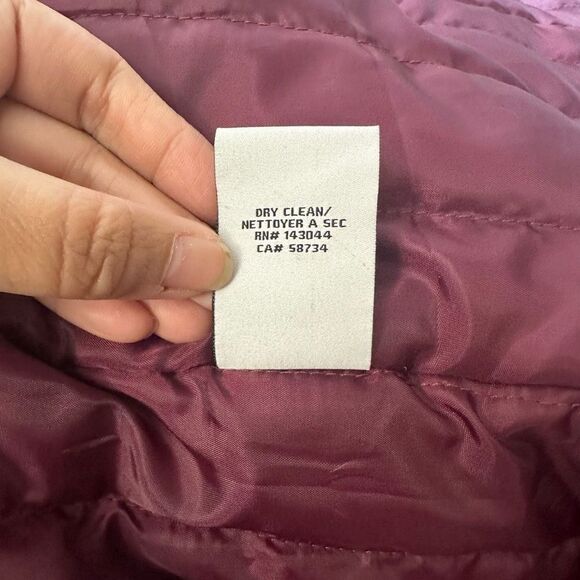 DRY CLEAN/
NETTOYER A SEC
RN# 143044
CA# 58734